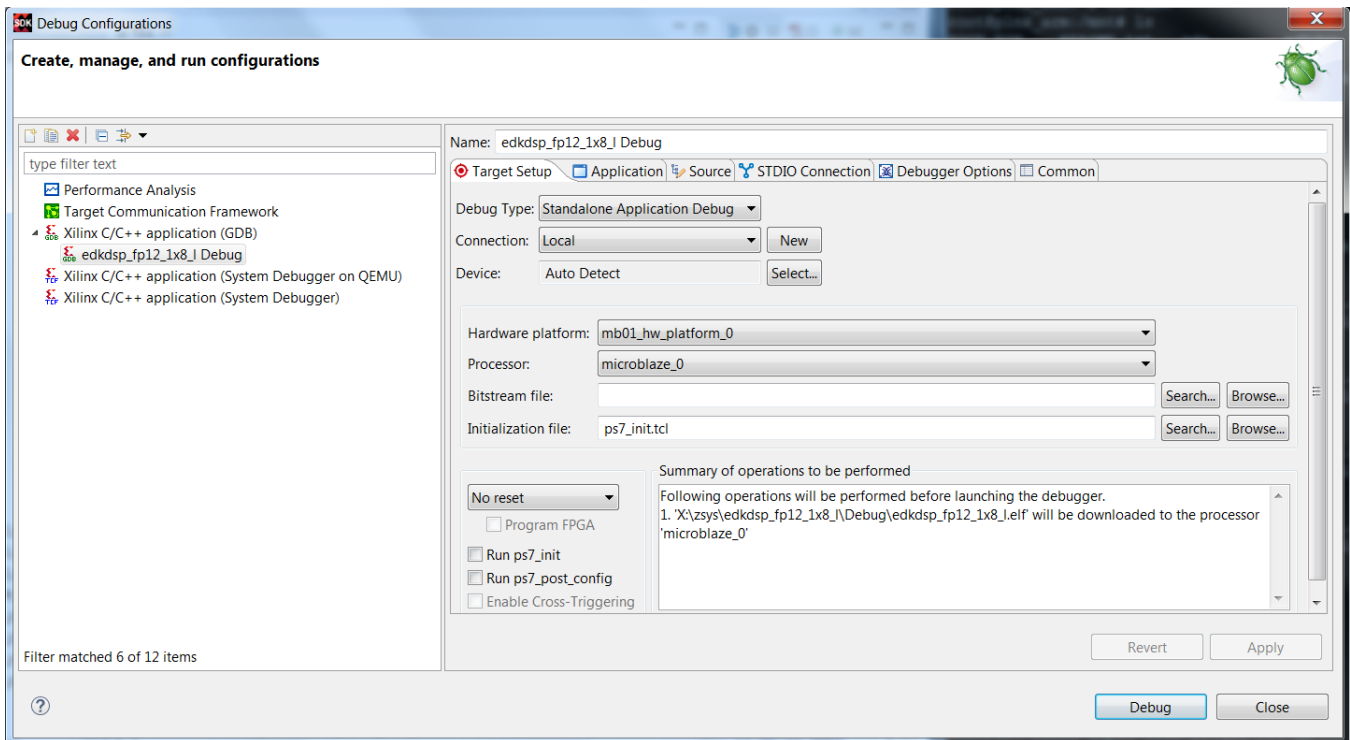 SDK Debug Configurations
Create, manage, and run configurations
type filter text
Performance Analysis
Target Communication Framework
Xilinx C/C++ application (GDB)
edkdsp_fp12_1x8_l Debug
Xilinx C/C++ application (System Debugger on QEMU)
Xilinx C/C++ application (System Debugger)
Filter matched 6 of 12 items
Name: edkdsp_fp12_1x8_l Debug
Target Setup Application Source STDIO Connection Debugger Options Common
Debug Type: Standalone Application Debug
Connection: Local New
Device: Auto Detect Select...
Hardware platform: mb01_hw_platform_0
Processor: microblaze_0
Bitstream file: Search... Browse...
Initialization file: ps7_init.tcl Search... Browse...
No reset
Program FPGA
Run ps7_init
Run ps7_post_config
Enable Cross-Triggering
Summary of operations to be performed
Following operations will be performed before launching the debugger.
1. 'X:\zsys\edkdsp_fp12_1x8_l\Debug\edkdsp_fp12_1x8_l.elf' will be downloaded to the processor
'microblaze_0'
Revert Apply
Debug Close